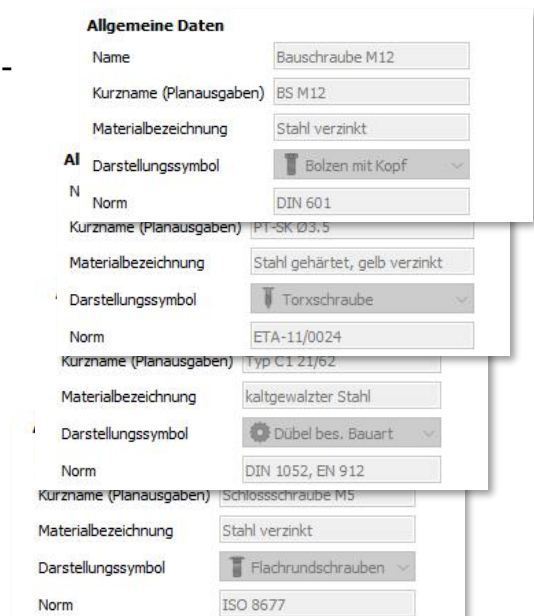 Allgemeine Daten
Name Bauschraube M12
Kurzname (Planausgaben) BS M12
Materialbezeichnung Stahl verzinkt
Darstellungssymbol Bolzen mit Kopf
Norm DIN 601
Al
N
Kurzname (Planausgaben) PT-SK Ø3.5
Materialbezeichnung Stahl gehärtet, gelb verzinkt
Darstellungssymbol Torxschraube
Norm ETA-11/0024
Kurzname (Planausgaben) Typ C1 21/62
Materialbezeichnung kaltgewalzter Stahl
Darstellungssymbol Dübel bes. Bauart
Norm DIN 1052, EN 912
Kurzname (Planausgaben) Schlossschraube M5
Materialbezeichnung Stahl verzinkt
Darstellungssymbol Flachrundschrauben
Norm ISO 8677